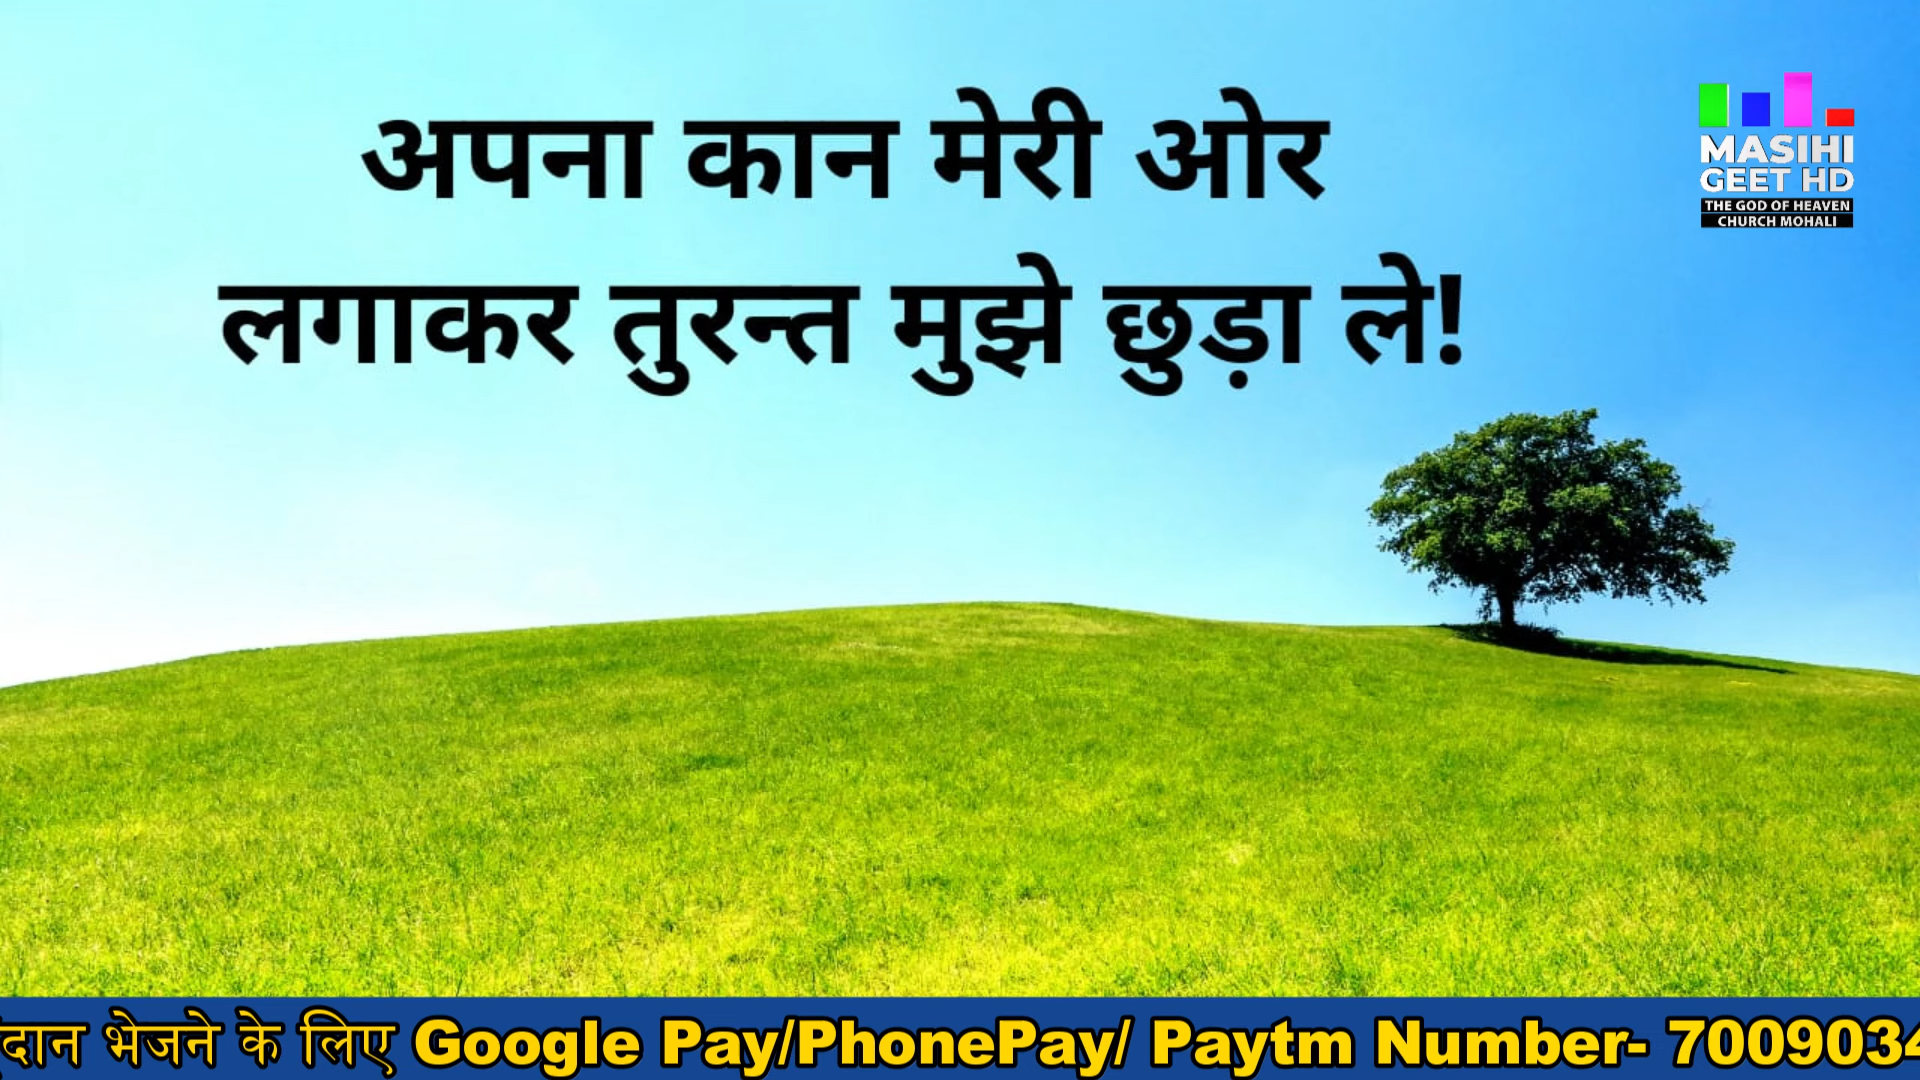 अपना कान मेरी ओर
लगाकर तुरन्त मुझे छुड़ा ले!
MASIHI
GEET HD
THE GOD OF HEAVEN
CHURCH MOHALI
भेजने के लिए Google Pay/PhonePay/ Paytm Number- 7009034